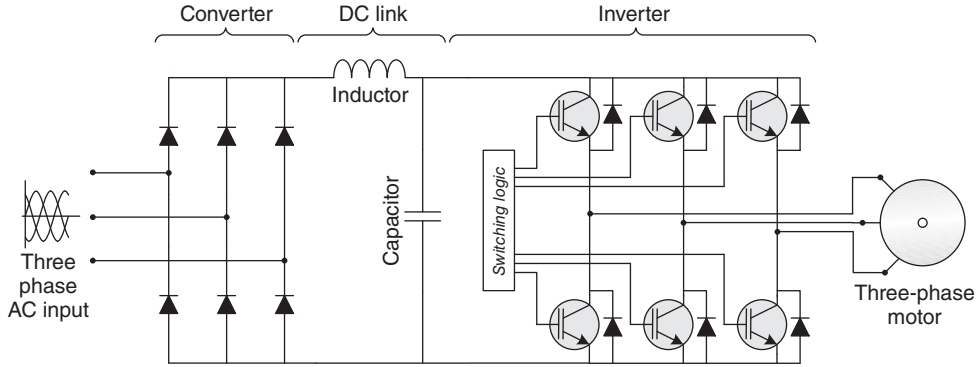 Converter
DC link
Inverter
Inductor
Capacitor
Switching logic
Three
phase
AC input
Three-phase
motor